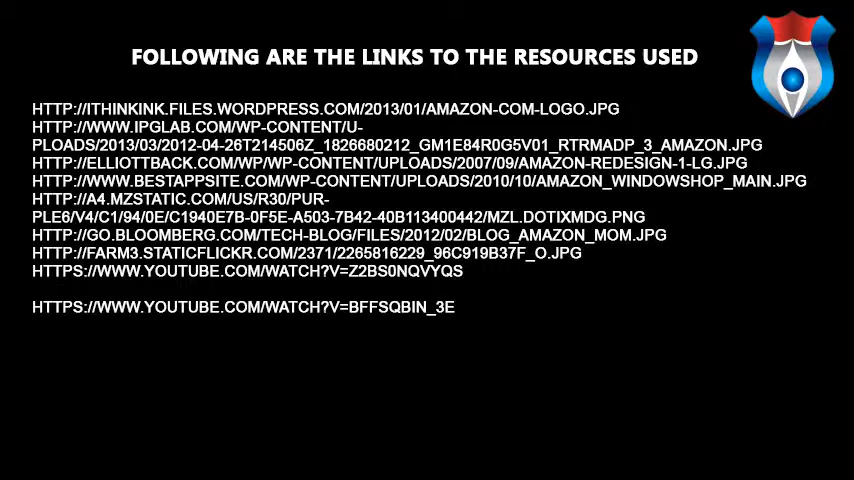 FOLLOWING ARE THE LINKS TO THE RESOURCES USED
HTTP://ITHINKINK.FILES.WORDPRESS.COM/2013/01/AMAZON-COM-LOGO.JPG
HTTP://WWW.IPGLAB.COM/WP-CONTENT/U-
PLOADS/2013/03/2012-04-26T214506Z_1826680212_GM1E84R0G5V01_RTRMADP_3_AMAZON.JPG
HTTP://ELLIOTTBACK.COM/WP/WP-CONTENT/UPLOADS/2007/09/AMAZON-REDESIGN-1-LG.JPG
HTTP://WWW.BESTAPPSITE.COM/WP-CONTENT/UPLOADS/2010/10/AMAZON_WINDOWSHOP_MAIN.JPG
HTTP://A4.MZSTATIC.COM/US/R30/PUR-
PLE6/V4/C1/94/0E/C1940E7B-0F5E-A503-7B42-40B113400442/MZL.DOTIXMDG.PNG
HTTP://GO.BLOOMBERG.COM/TECH-BLOG/FILES/2012/02/BLOG_AMAZON_MOM.JPG
HTTP://FARM3.STATICFLICKR.COM/2371/2265816229_96C919B37F_O.JPG
HTTPS://WWW.YOUTUBE.COM/WATCH?V=Z2BS0NQVYQS
HTTPS://WWW.YOUTUBE.COM/WATCH?V=BFFSQBIN_3E